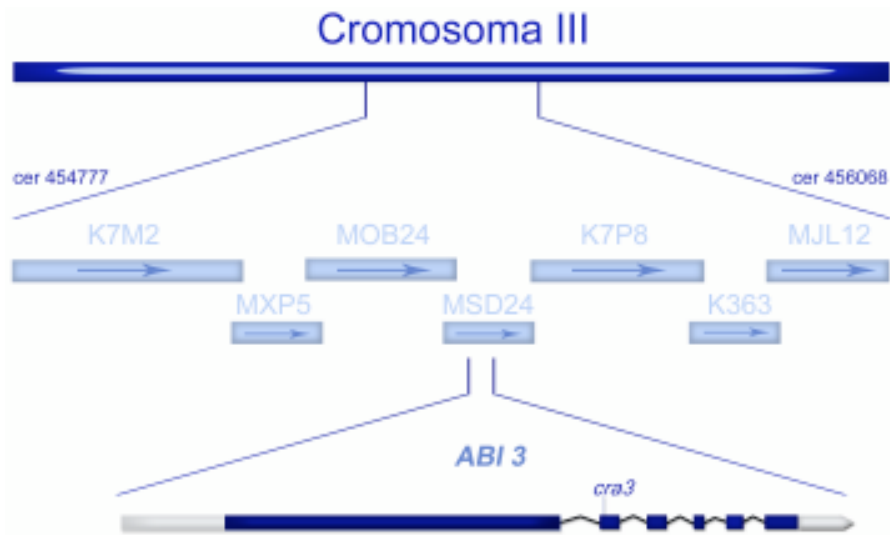 Cromosoma III
cer 454777
cer 456068
K7M2
MOB24
K7P8
MJL12
MXP5
MSD24
K363
ABI 3
cra3